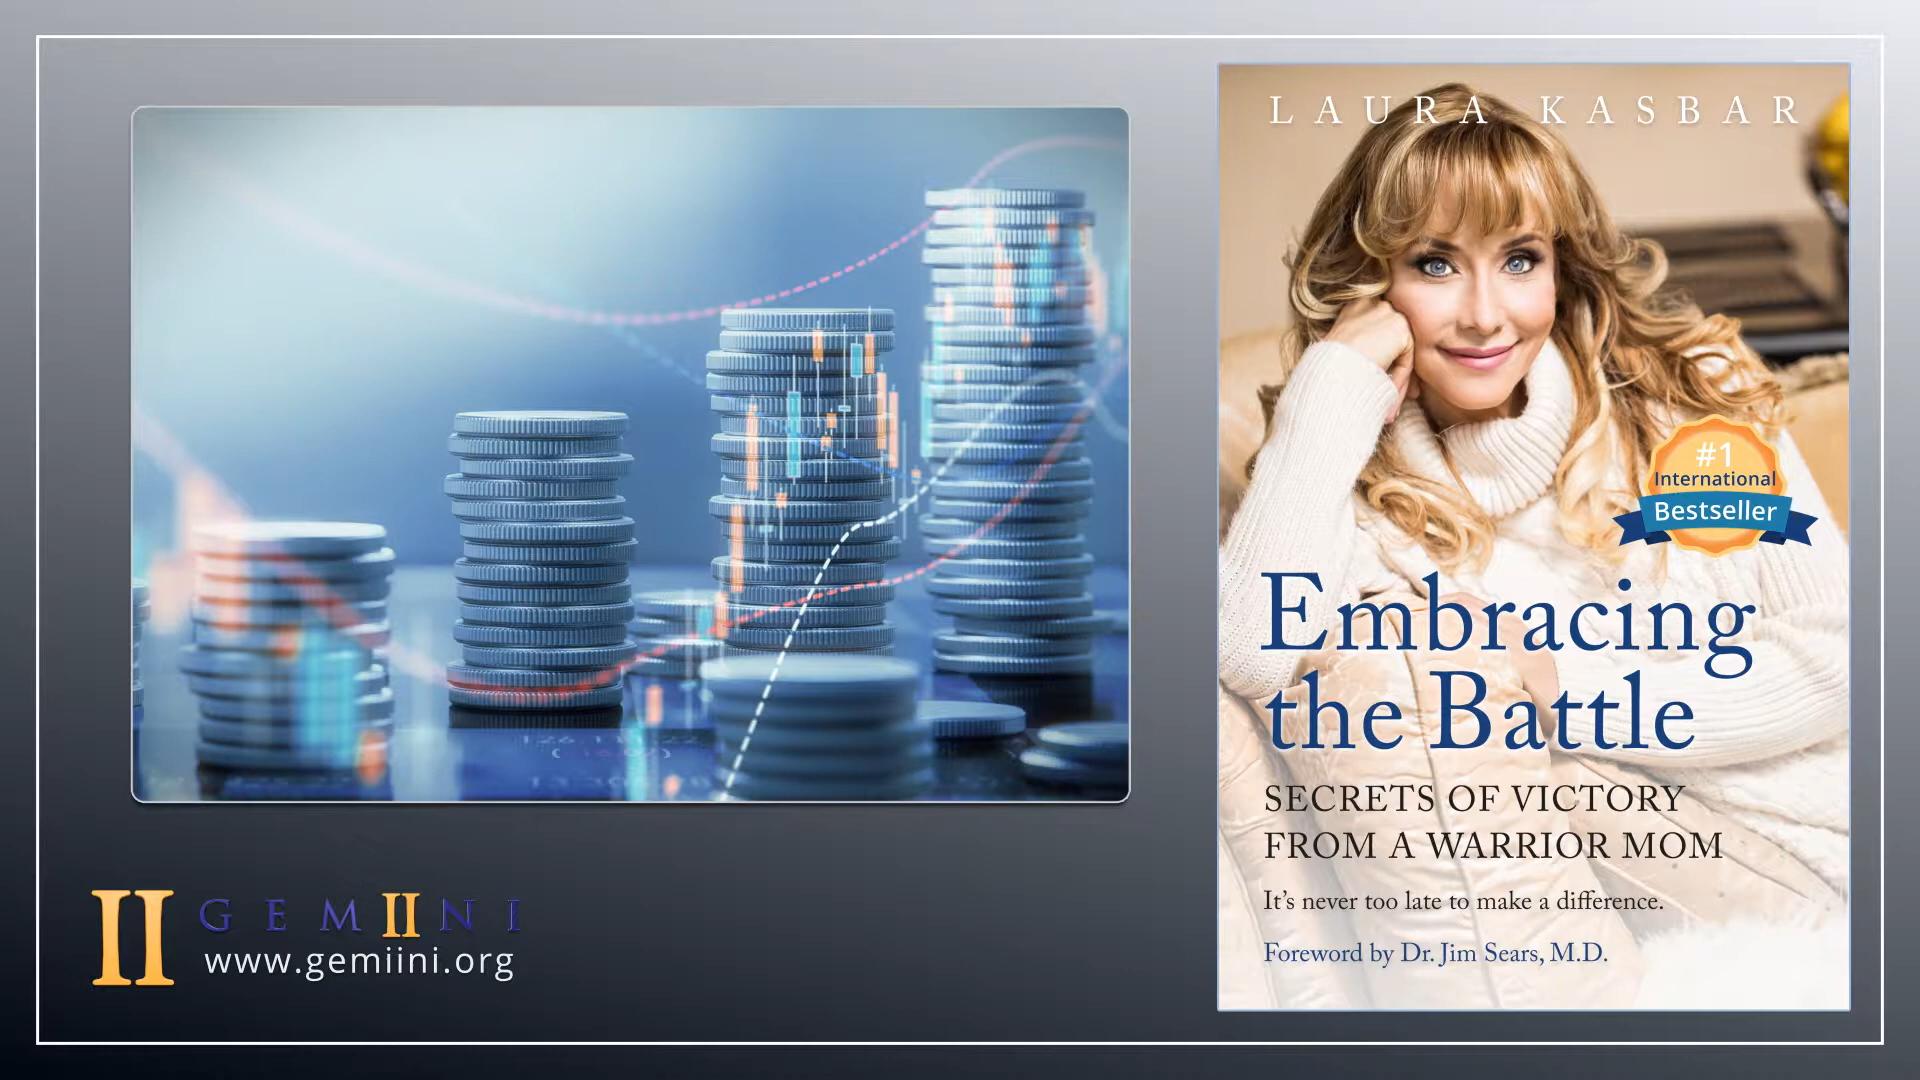 LAURA KASBAR
#1
International
Bestseller
Embracing
the Battle
SECRETS OF VICTORY
FROM A WARRIOR MOM
It's never too late to make a difference.
Foreword by Dr. Jim Sears, M.D.
II GEMIINI
www.gemiini.org